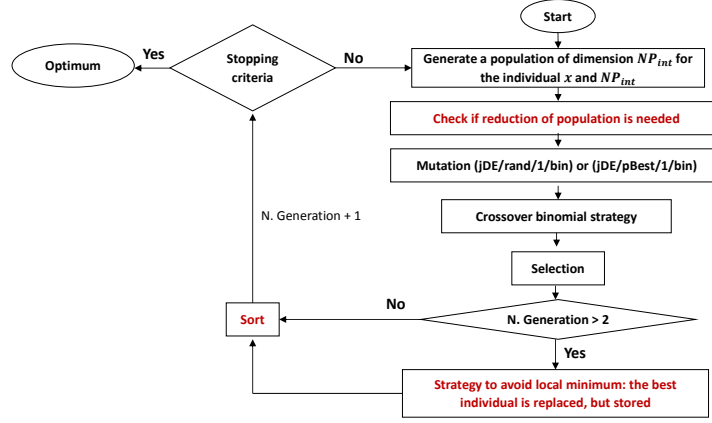 Start
Yes
Stopping
criteria
No
Optimum
Generate a population of dimension NP_int for
the individual x and NP_int
Check if reduction of population is needed
Mutation (jDE/rand/1/bin) or (jDE/pBest/1/bin)
N. Generation + 1
Crossover binomial strategy
Selection
No
Sort
N. Generation > 2
Yes
Strategy to avoid local minimum: the best
individual is replaced, but stored